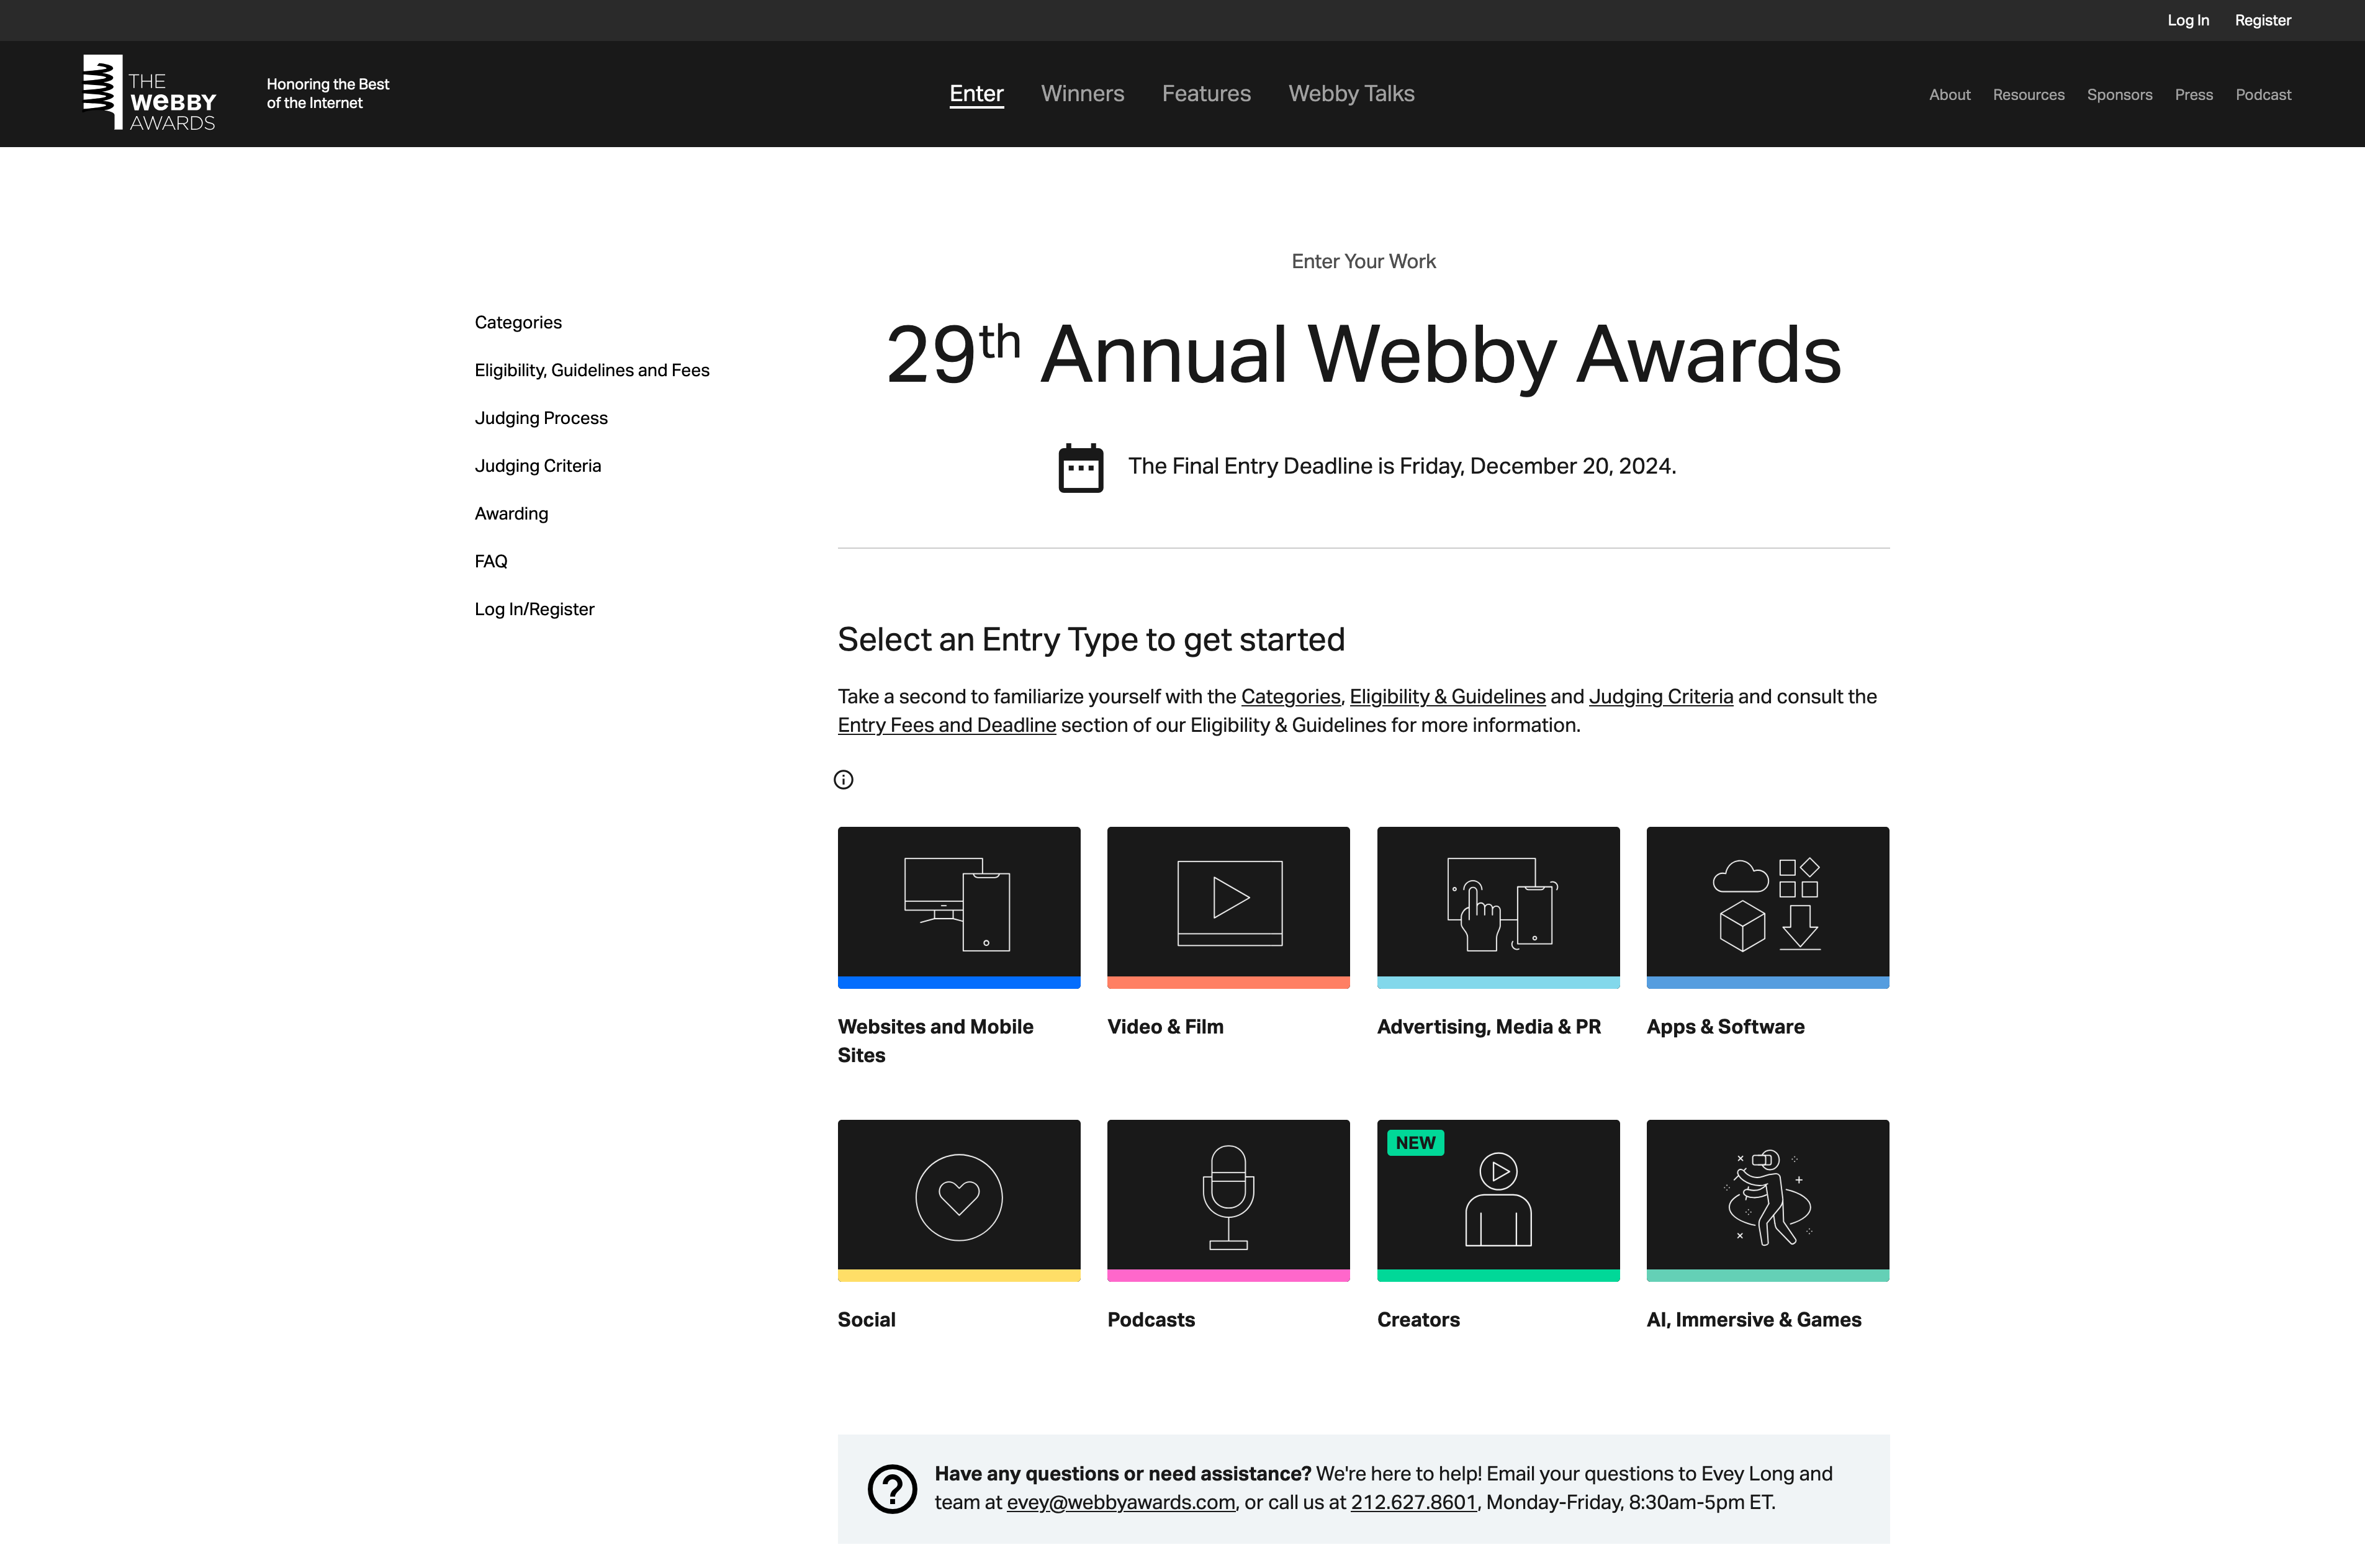 Log In
Register
THE
WEBBY
AWARDS
Honoring the Best
of the Internet
Enter
Winners
Features
Webby Talks
About
Resources
Sponsors
Press
Podcast
Categories
Eligibility, Guidelines and Fees
Judging Process
Judging Criteria
Awarding
FAQ
Log In/Register
Enter Your Work
29th Annual Webby Awards
The Final Entry Deadline is Friday, December 20, 2024.
Select an Entry Type to get started
Take a second to familiarize yourself with the Categories, Eligibility & Guidelines and Judging Criteria and consult the
Entry Fees and Deadline section of our Eligibility & Guidelines for more information.
Websites and Mobile
Sites
Video & Film
Advertising, Media & PR
Apps & Software
NEW
Social
Podcasts
Creators
AI, Immersive & Games
Have any questions or need assistance? We're here to help! Email your questions to Evey Long and
team at evey@webbyawards.com, or call us at 212.627.8601, Monday-Friday, 8:30am-5pm ET.